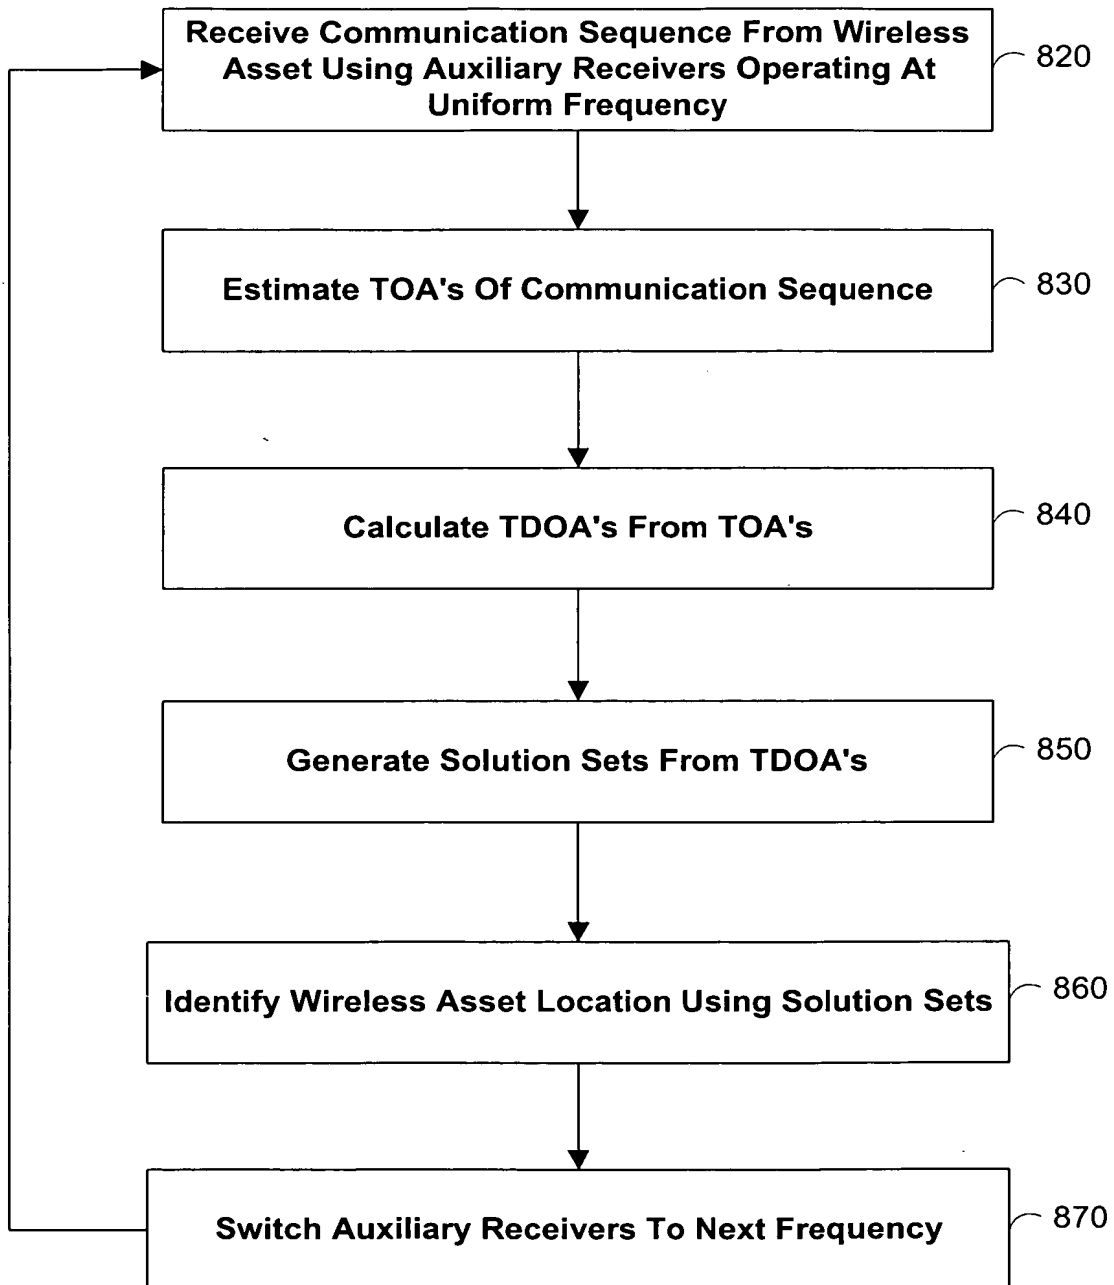 Receive Communication Sequence From Wireless
Asset Using Auxiliary Receivers Operating At
Uniform Frequency
820
Estimate TOA's Of Communication Sequence
830
Calculate TDOA's From TOA's
840
Generate Solution Sets From TDOA's
850
Identify Wireless Asset Location Using Solution Sets
860
Switch Auxiliary Receivers To Next Frequency
870